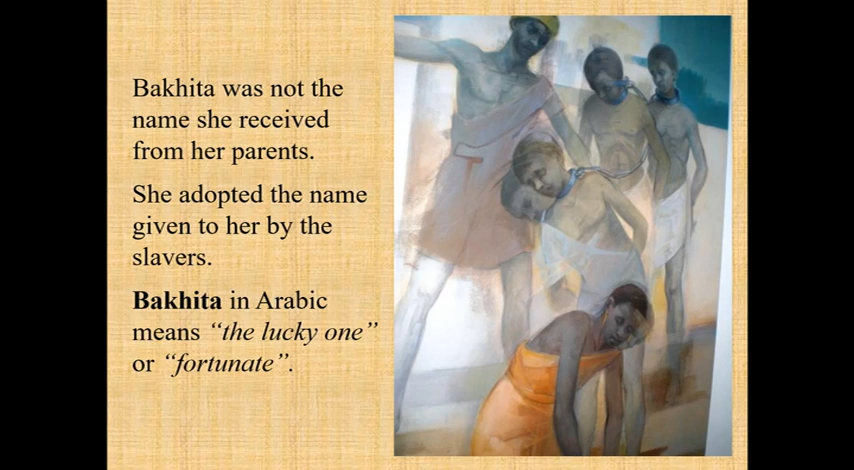 Bakhita was not the
name she received
from her parents.
She adopted the name
given to her by the
slavers.
Bakhita in Arabic
means “the lucky one”
or “fortunate”.